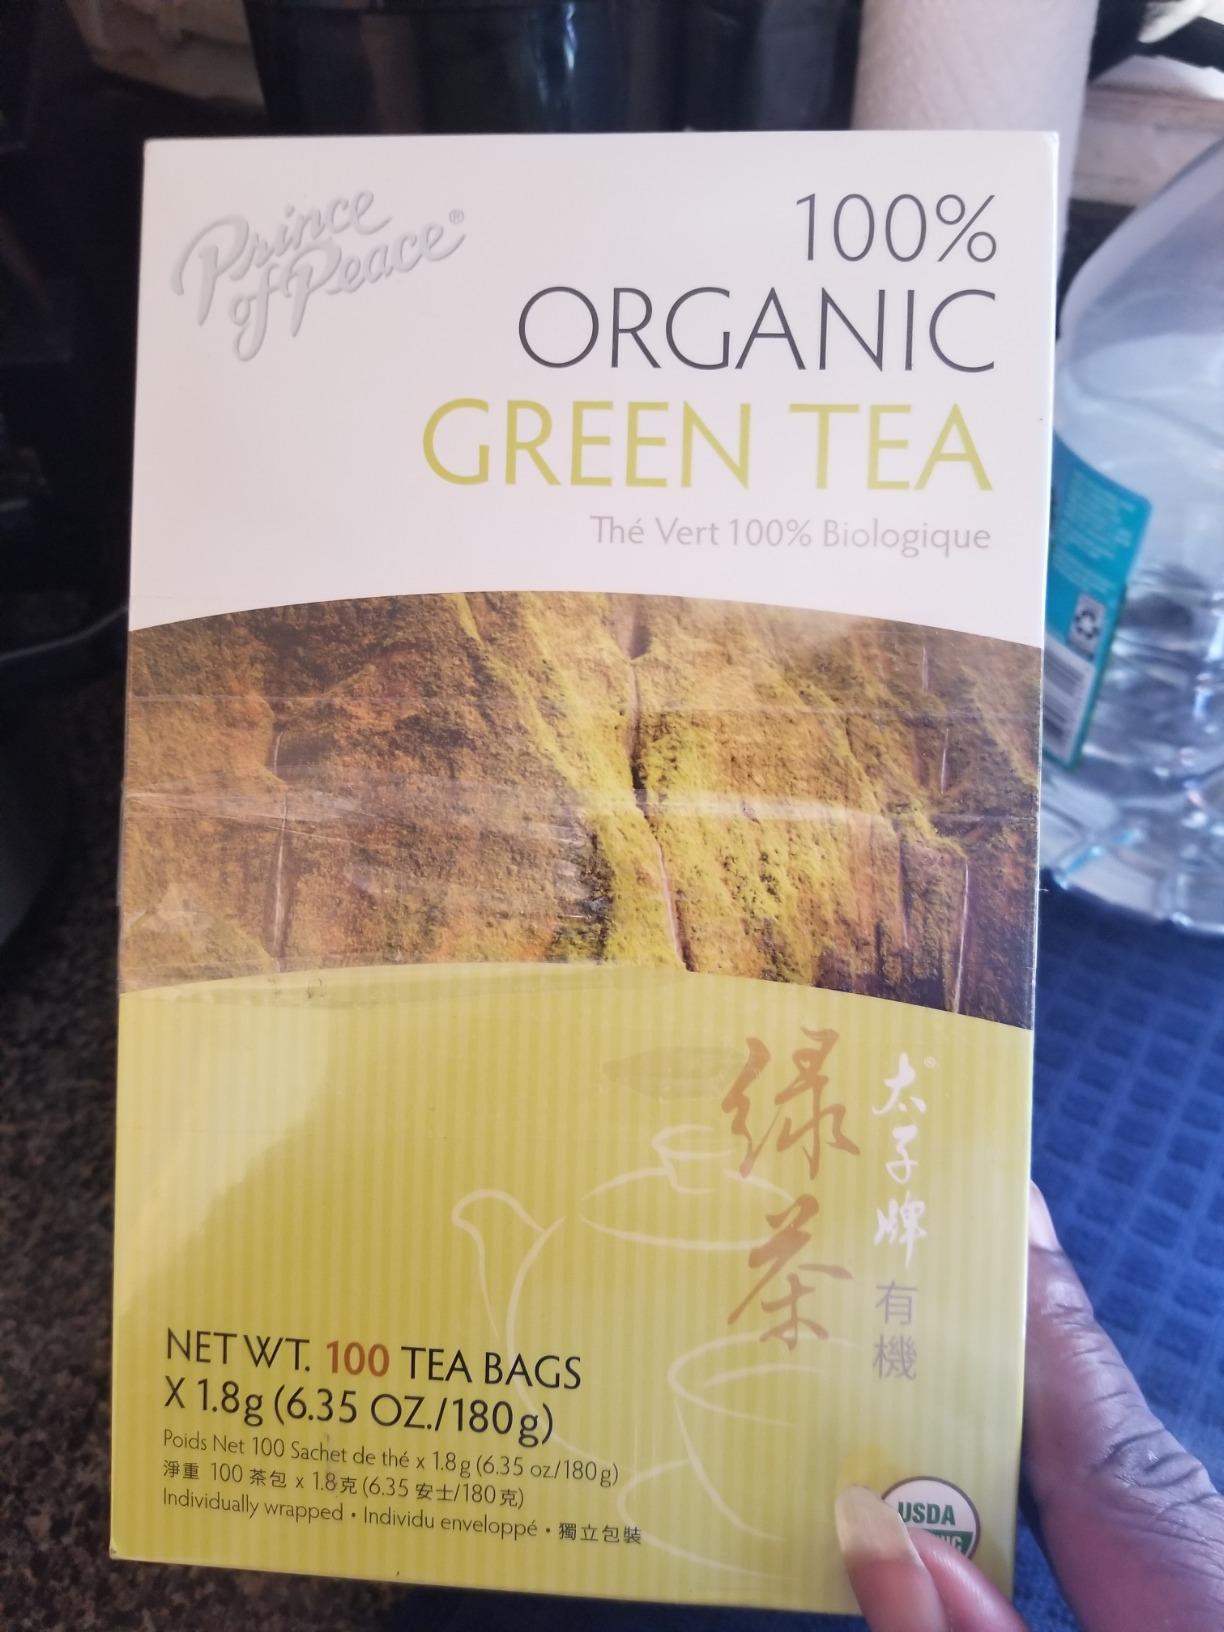 Prince
of Peace®
100%
ORGANIC
GREEN TEA
Thé Vert 100% Biologique
绿茶
太子牌®
有機
NET WT. 100 TEA BAGS
X 1.8g (6.35 OZ./180g)
Poids Net 100 Sachet de thé x 1.8g (6.35 oz/180g)
淨重 100 茶包 x 1.8克 (6.35 安士/180克)
Individually wrapped • Individu enveloppé • 獨立包裝
USDA